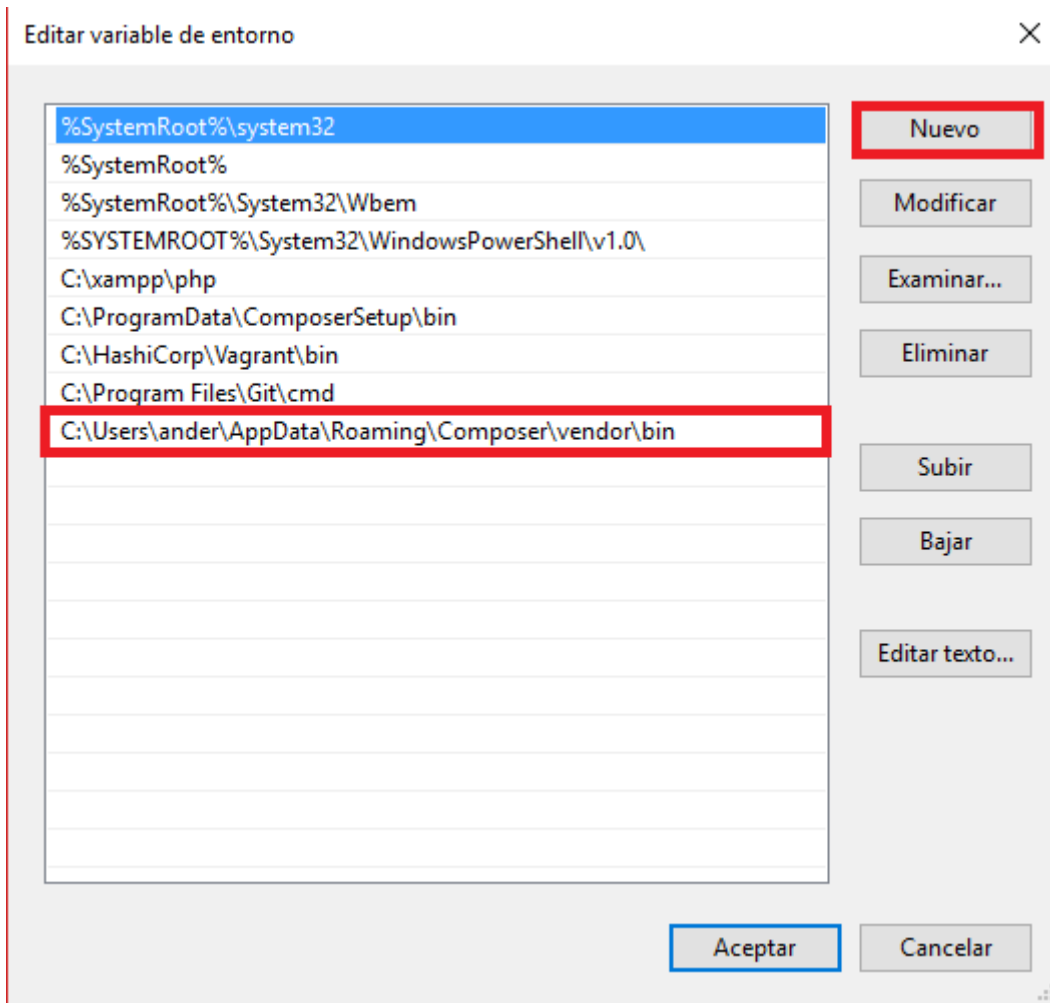 Editar variable de entorno
%SystemRoot%\system32
%SystemRoot%
%SystemRoot%\System32\Wbem
%SYSTEMROOT%\System32\WindowsPowerShell\v1.0\
C:\xampp\php
C:\ProgramData\ComposerSetup\bin
C:\HashiCorp\Vagrant\bin
C:\Program Files\Git\cmd
C:\Users\ander\AppData\Roaming\Composer\vendor\bin
Nuevo
Modificar
Examinar...
Eliminar
Subir
Bajar
Editar texto...
Aceptar
Cancelar